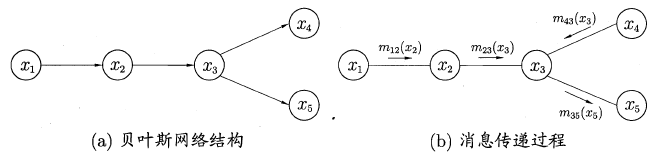 x₁ x₂ x₃ x₄ x₅
(a) 贝叶斯网络结构
m₁₂(x₂) m₂₃(x₃) m₄₃(x₃) m₃₅(x₅)
x₁ x₂ x₃ x₄ x₅
(b) 消息传递过程